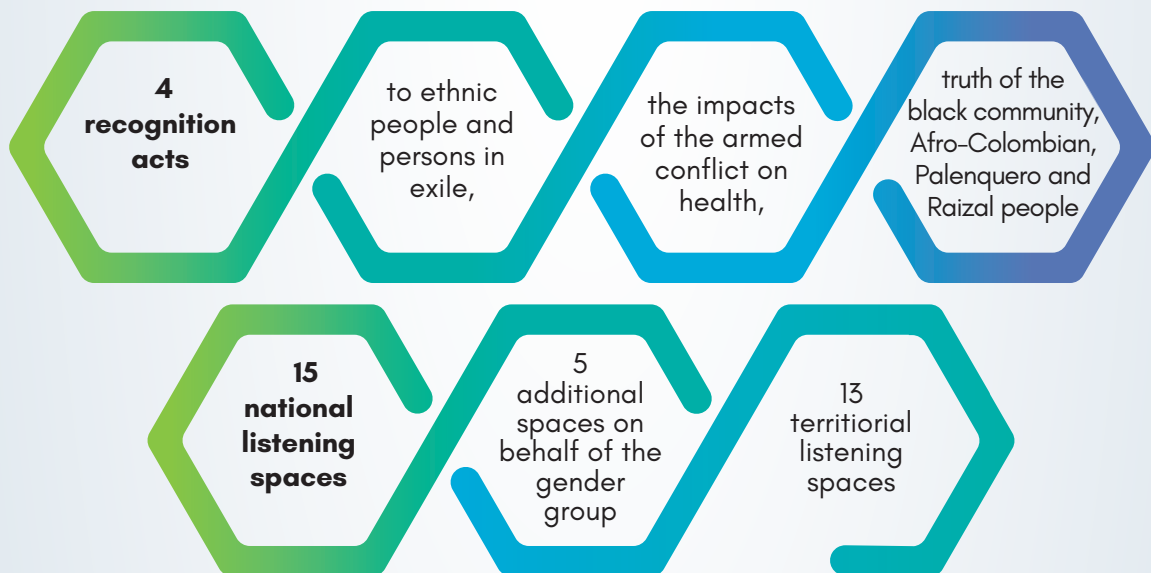 4
recognition
acts
to ethnic
people and
persons in
exile,
the impacts
of the armed
conflict on
health,
truth of the
black community,
Afro-Colombian,
Palenquero and
Raizal people
15
national
listening
spaces
5
additional
spaces on
behalf of the
gender
group
13
territiorial
listening
spaces